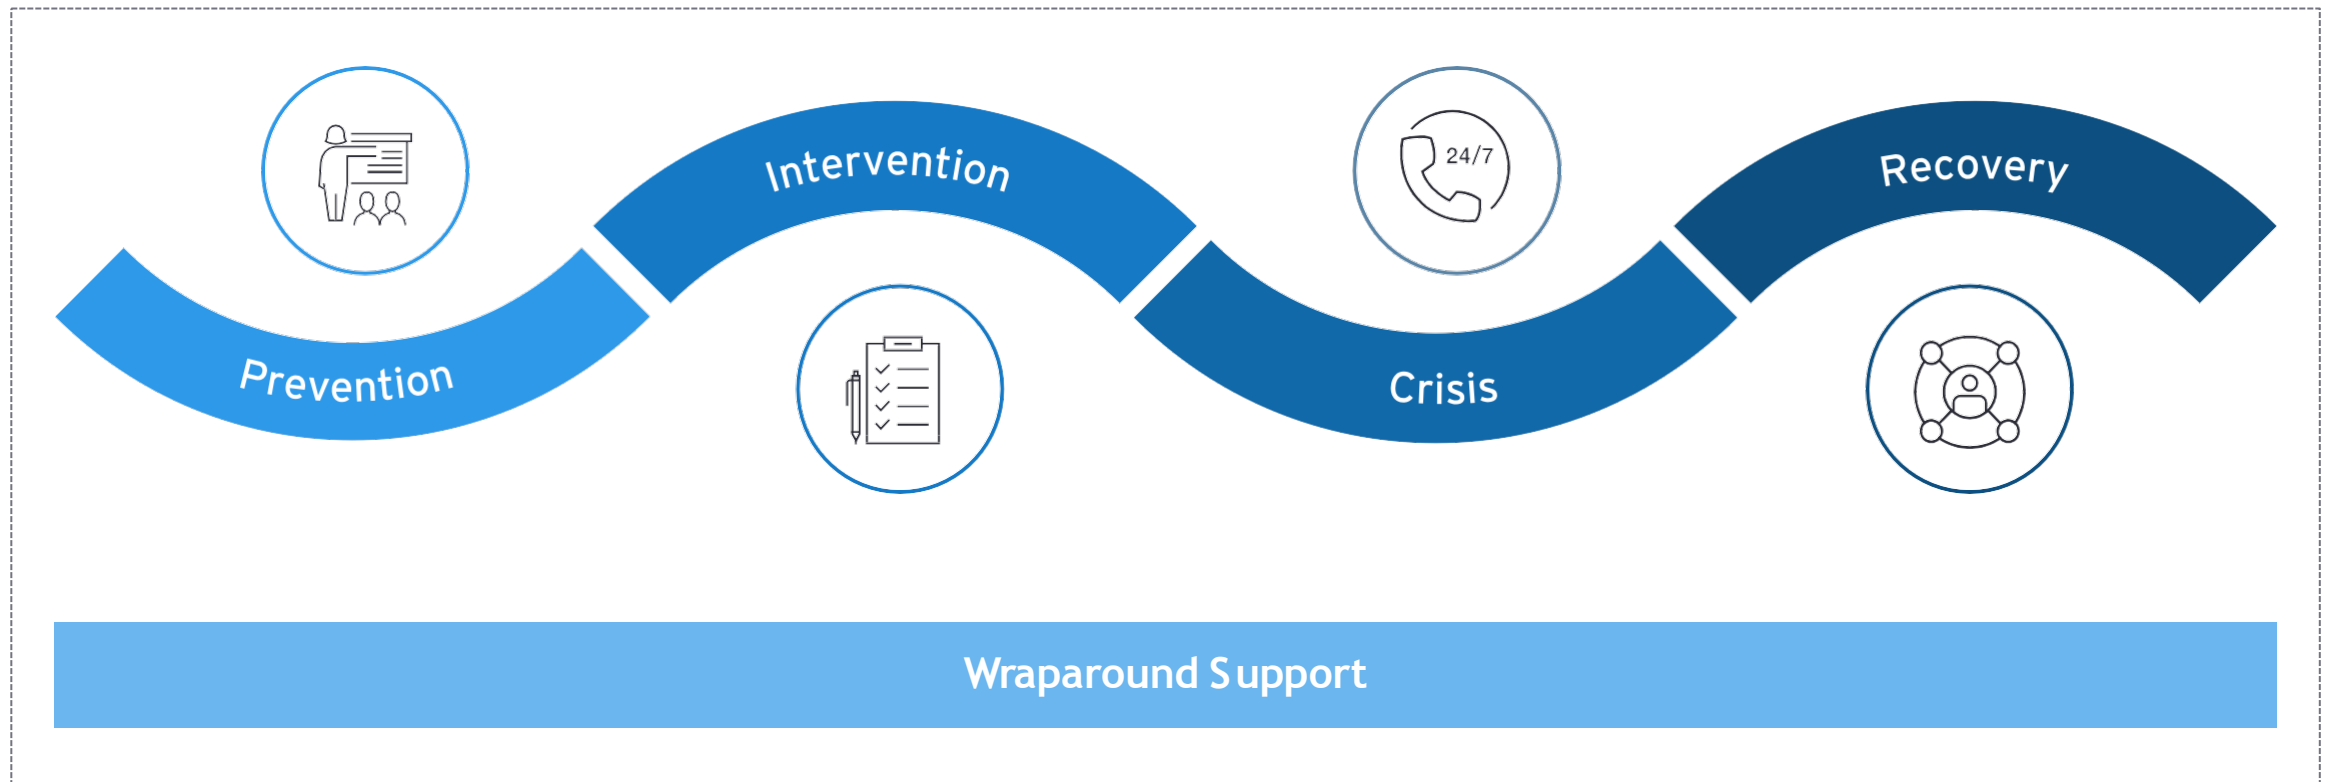 Prevention
Intervention
24/7
Crisis
Recovery
Wraparound Support